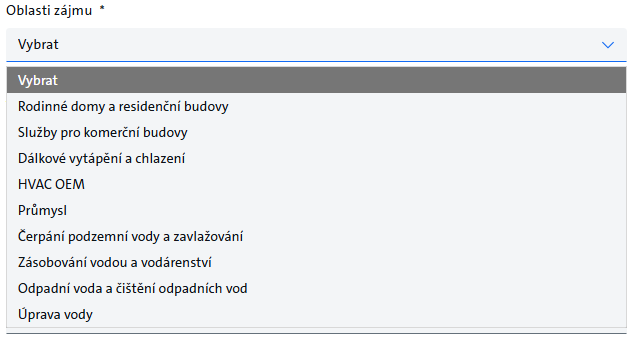 Oblasti zájmu *
Vybrat
Vybrat
Rodinné domy a residenční budovy
Služby pro komerční budovy
Dálkové vytápění a chlazení
HVAC OEM
Průmysl
Čerpání podzemní vody a zavlažování
Zásobování vodou a vodárenství
Odpadní voda a čištění odpadních vod
Úprava vody